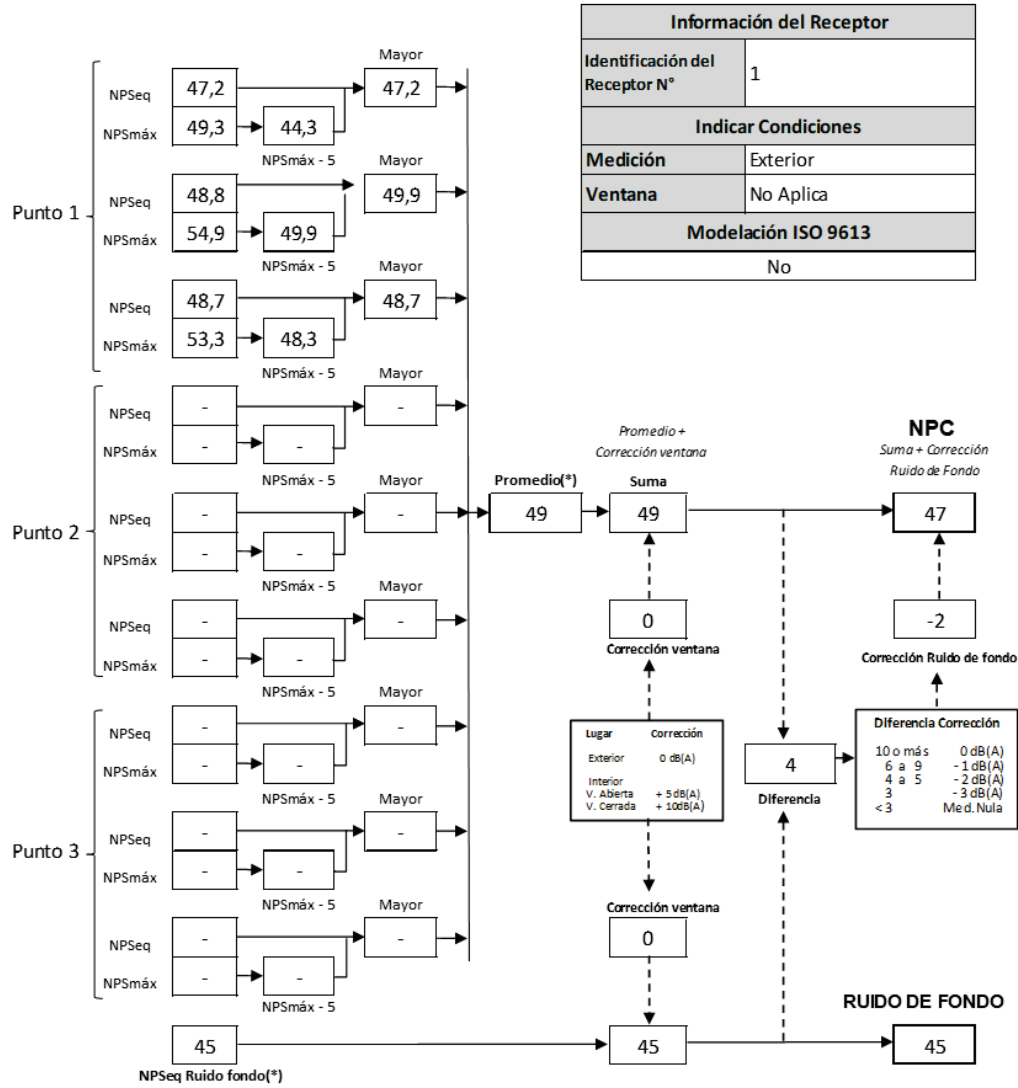 Información del Receptor
Identificación del Receptor N° 1
Indicar Condiciones
Medición Exterior
Ventana No Aplica
Modelación ISO 9613
No
Punto 1
Mayor
NPSeq 47,2 47,2
NPSmáx 49,3 44,3
NPSmáx - 5
Mayor
NPSeq 48,8 49,9
NPSmáx 54,9 49,9
NPSmáx - 5
Mayor
NPSeq 48,7 48,7
NPSmáx 53,3 48,3
NPSmáx - 5
Punto 2
Mayor
NPSeq - -
NPSmáx - -
NPSmáx - 5
Mayor
NPSeq - -
NPSmáx - -
NPSmáx - 5
Mayor
NPSeq - -
NPSmáx - -
NPSmáx - 5
Punto 3
Mayor
NPSeq - -
NPSmáx - -
NPSmáx - 5
Mayor
NPSeq - -
NPSmáx - -
NPSmáx - 5
Mayor
NPSeq - -
NPSmáx - -
NPSmáx - 5
45
NPSeq Ruido fondo(*)
Promedio(*)
49
Promedio +
Corrección ventana
Suma
49
0
Corrección ventana
Lugar Corrección
Exterior 0 dB(A)
Interior
V. Abierta + 5dB(A)
V. Cerrada + 10dB(A)
Corrección ventana
0
45
4
Diferencia
NPC
Suma + Corrección
Ruido de Fondo
47
-2
Corrección Ruido de fondo
Diferencia Corrección
10 o más 0 dB(A)
6 a 9 - 1 dB(A)
4 a 5 - 2 dB(A)
3 - 3 dB(A)
< 3 Med. Nula
RUIDO DE FONDO
45